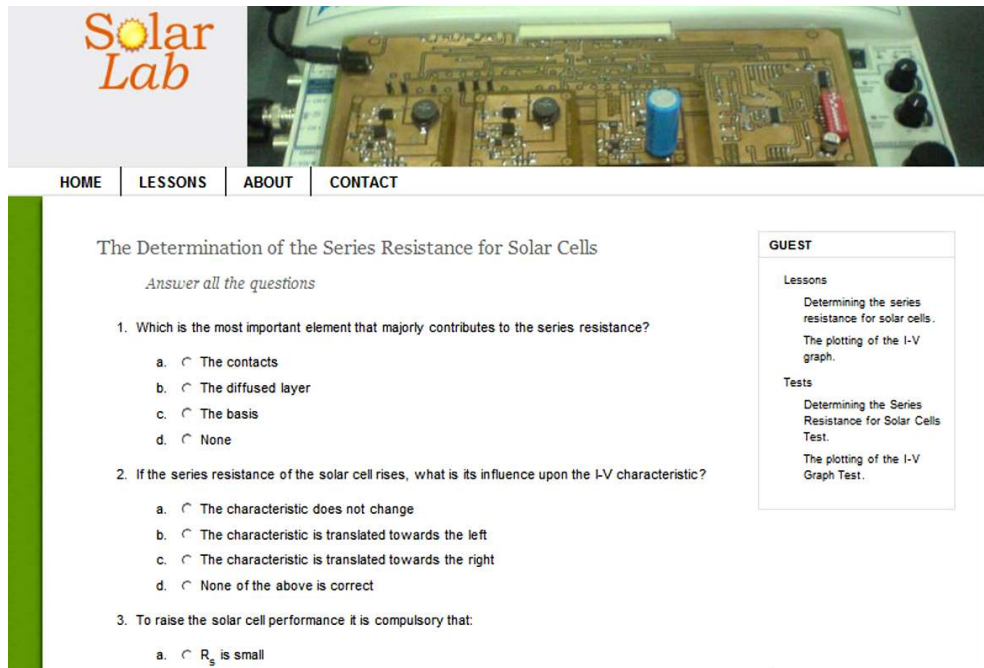 Solar
Lab
HOME
LESSONS
ABOUT
CONTACT
The Determination of the Series Resistance for Solar Cells
Answer all the questions
1. Which is the most important element that majorly contributes to the series resistance?
a. The contacts
b. The diffused layer
c. The basis
d. None
2. If the series resistance of the solar cell rises, what is its influence upon the I-V characteristic?
a. The characteristic does not change
b. The characteristic is translated towards the left
c. The characteristic is translated towards the right
d. None of the above is correct
3. To raise the solar cell performance it is compulsory that:
a. Rs is small
GUEST
Lessons
Determining the series
resistance for solar cells.
The plotting of the I-V
graph.
Tests
Determining the Series
Resistance for Solar Cells
Test.
The plotting of the I-V
Graph Test.